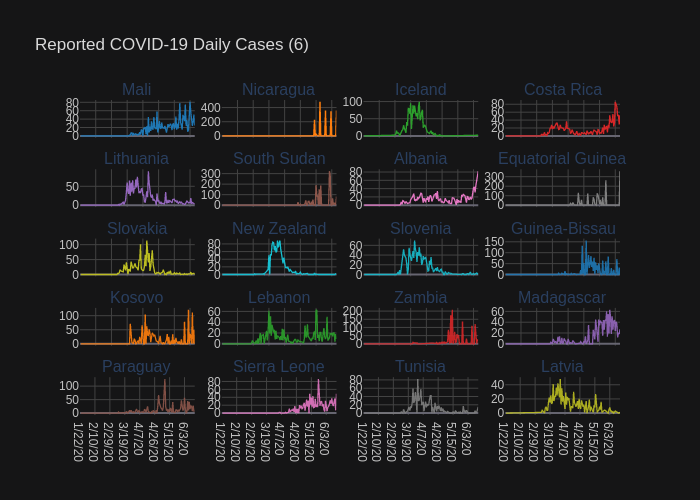 Reported COVID-19 Daily Cases (6)
Mali Nicaragua Iceland Costa Rica
80 60 40 20 0 400 200 0 100 50 0 80 60 40 20 0
Lithuania South Sudan Albania Equatorial Guinea
50 0 300 200 100 0 80 60 40 20 0 300 200 100 0
Slovakia New Zealand Slovenia Guinea-Bissau
100 50 0 80 60 40 20 0 60 40 20 0 150 100 50 0
Kosovo Lebanon Zambia Madagascar
100 50 0 60 40 20 0 200 150 100 50 0 60 40 20 0
Paraguay Sierra Leone Tunisia Latvia
100 50 0 80 60 40 20 0 80 60 40 20 0 40 20 0
1/22/20 2/10/20 2/29/20 3/19/20 4/7/20 4/26/20 5/15/20 6/3/20 1/22/20 2/10/20 2/29/20 3/19/20 4/7/20 4/26/20 5/15/20 6/3/20 1/22/20 2/10/20 2/29/20 3/19/20 4/7/20 4/26/20 5/15/20 6/3/20 1/22/20 2/10/20 2/29/20 3/19/20 4/7/20 4/26/20 5/15/20 6/3/20